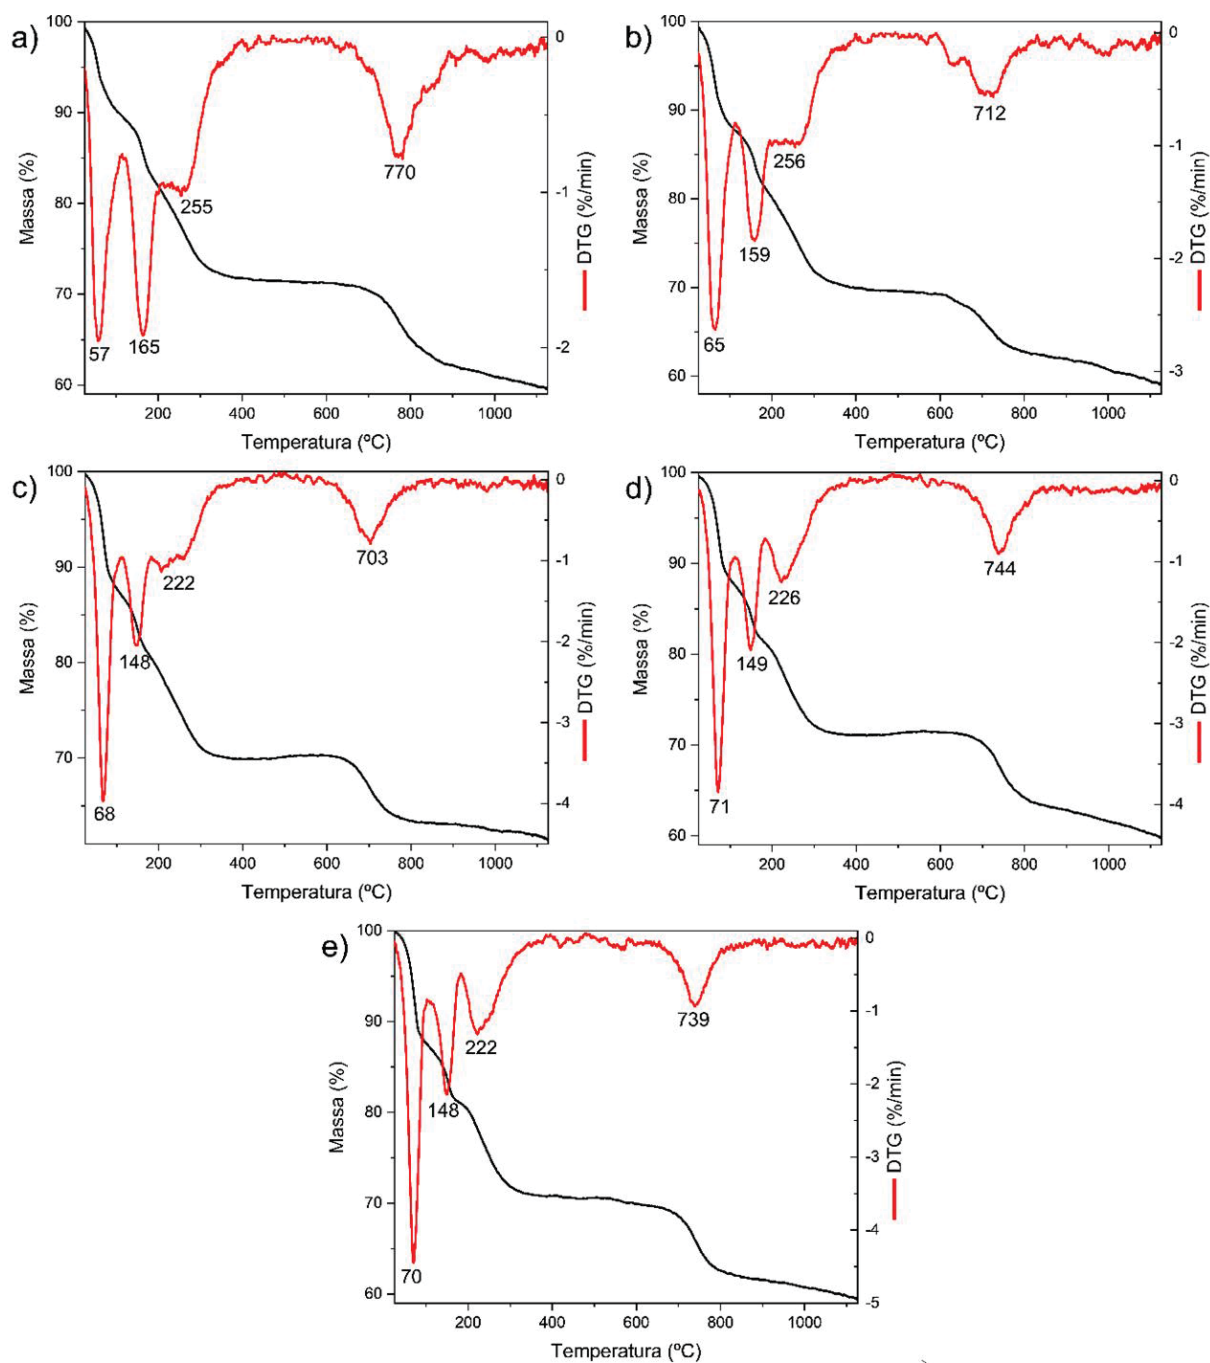 a)
100
90
80
70
60
Massa (%)
0
-1
-2
DTG (%/min)
57
165
255
770
200 400 600 800 1000
Temperatura (ºC)
b)
100
90
80
70
60
Massa (%)
0
-1
-2
-3
DTG (%/min)
65
159
256
712
200 400 600 800 1000
Temperatura (ºC)
c)
100
90
80
70
Massa (%)
0
-1
-2
-3
-4
DTG (%/min)
68
148
222
703
200 400 600 800 1000
Temperatura (ºC)
d)
100
90
80
70
60
Massa (%)
0
-1
-2
-3
-4
DTG (%/min)
71
149
226
744
200 400 600 800 1000
Temperatura (ºC)
e)
100
90
80
70
60
Massa (%)
0
-1
-2
-3
-4
-5
DTG (%/min)
70
148
222
739
200 400 600 800 1000
Temperatura (ºC)